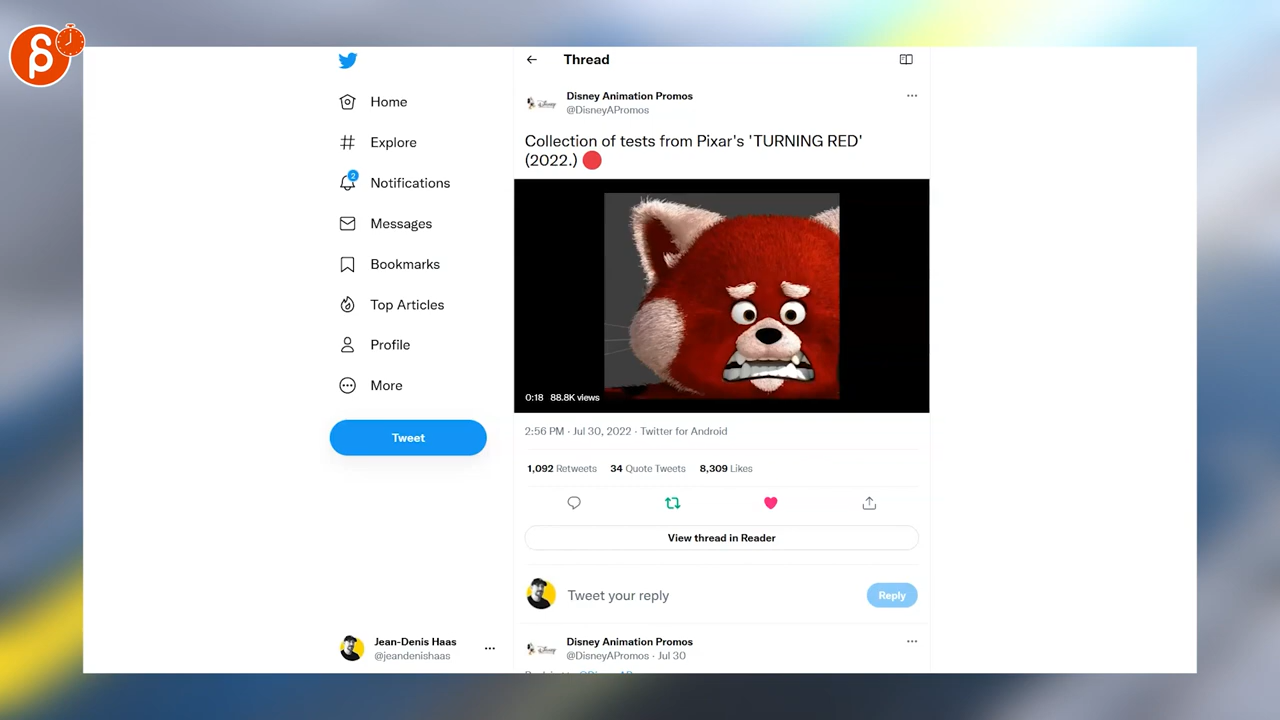 Thread
Disney Animation Promos
@DisneyAPromos
Home
Explore
2
Notifications
Messages
Bookmarks
Top Articles
Profile
More
Tweet
Collection of tests from Pixar's 'TURNING RED'
(2022.)
0:18 88.8K views
2:56 PM · Jul 30, 2022 · Twitter for Android
1,092 Retweets 34 Quote Tweets 8,309 Likes
View thread in Reader
Tweet your reply
Reply
Jean-Denis Haas
@jeandenishaas
Disney Animation Promos
@DisneyAPromos · Jul 30